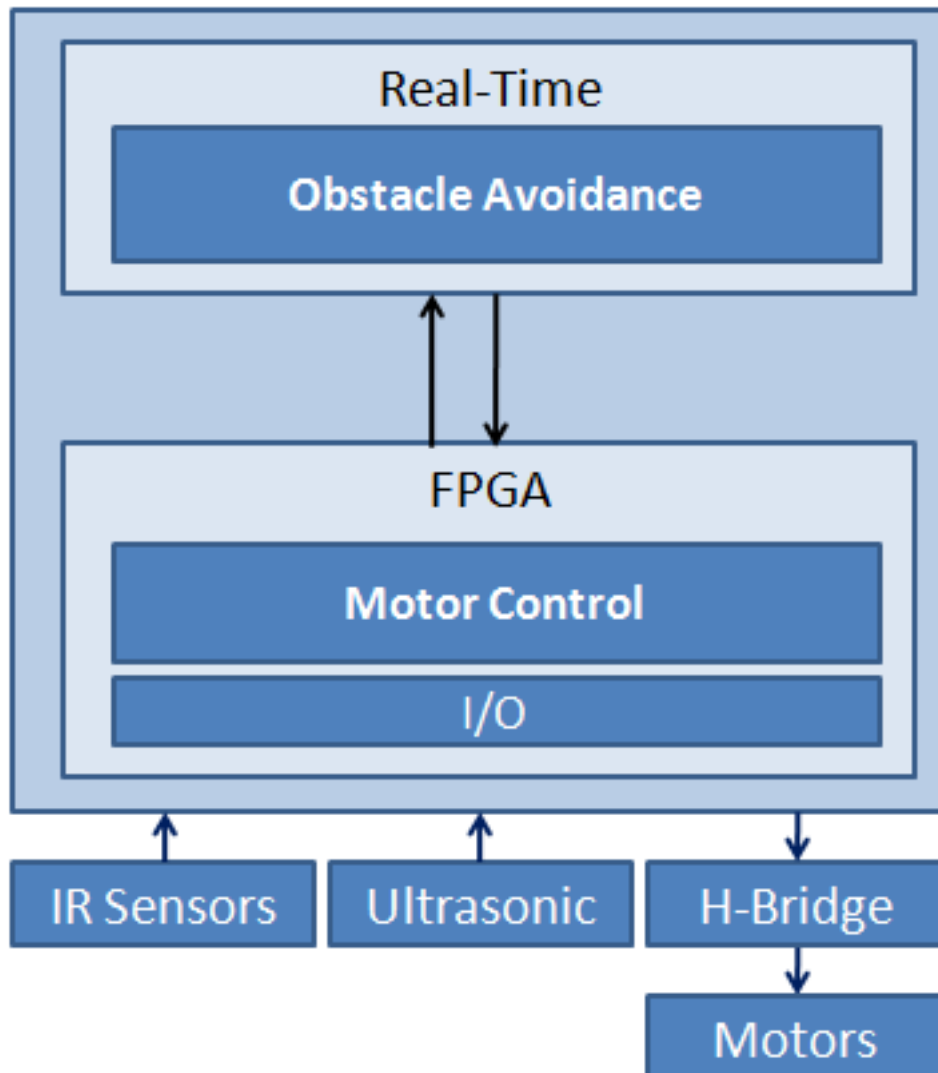 Real-Time
Obstacle Avoidance
FPGA
Motor Control
I/O
IR Sensors
Ultrasonic
H-Bridge
Motors